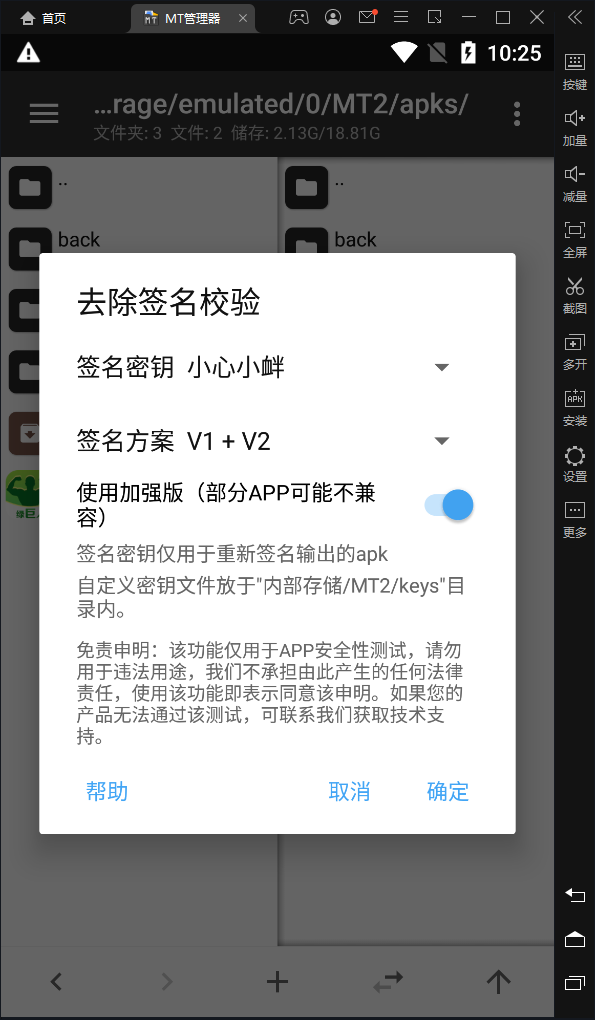 首页
MT管理器
10:25
...rage/emulated/0/MT2/apks/
文件夹: 3 文件: 2 储存: 2.13G/18.81G
..
..
back
back
去除签名校验
签名密钥 小心小衅
签名方案 V1 + V2
使用加强版（部分APP可能不兼
容）
签名密钥仅用于重新签名输出的apk
自定义密钥文件放于"内部存储/MT2/keys"目
录内。
免责申明：该功能仅用于APP安全性测试，请勿
用于违法用途，我们不承担由此产生的任何法律
责任，使用该功能即表示同意该申明。如果您的
产品无法通过该测试，可联系我们获取技术支
持。
帮助
取消
确定
按键
加量
减量
全屏
截图
多开
APK
安装
设置
更多